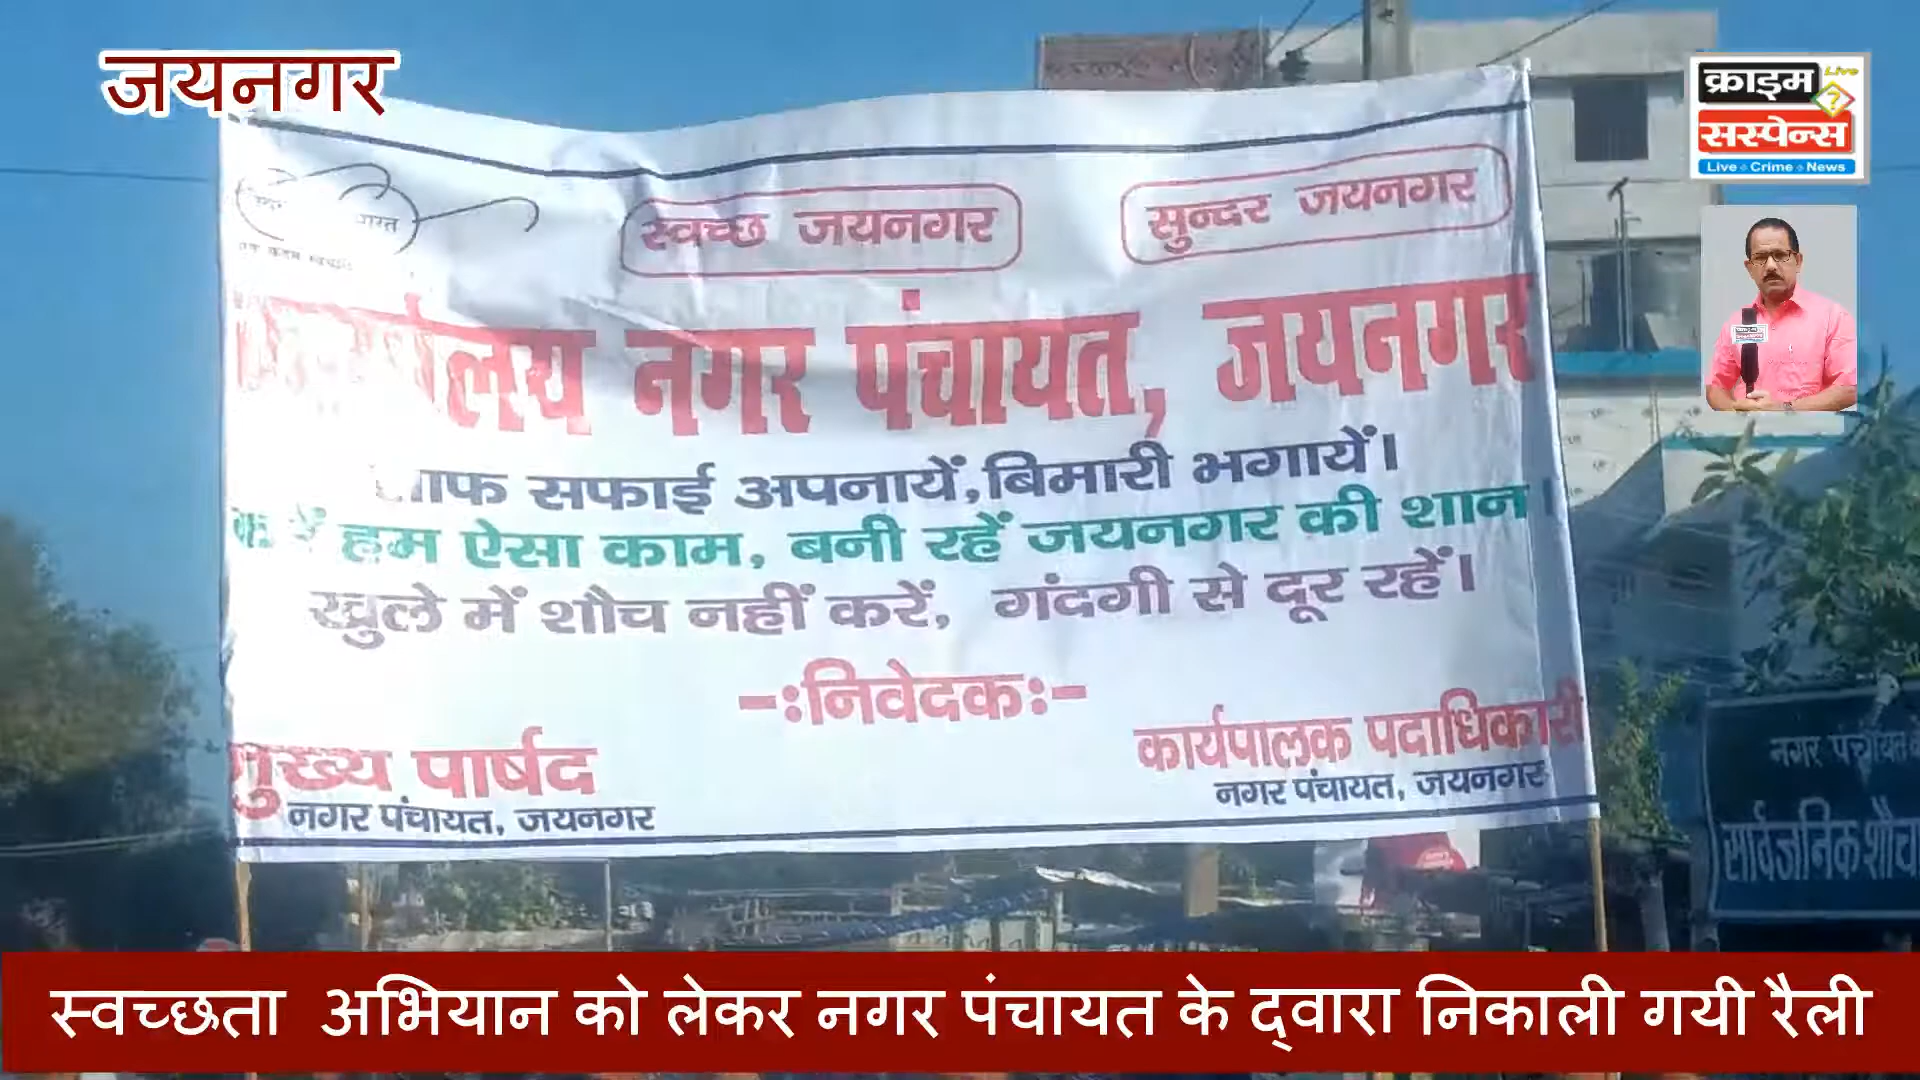 जयनगर
क्राइम Live
सस्पेन्स
Live Crime News
स्वच्छ जयनगर
सुन्दर जयनगर
नगर पंचायत, जयनगर
सफाई अपनायें, बिमारी भगायें।
हम ऐसा काम, बनी रहें जयनगर की शान।
खुले में शौच नहीं करें, गंदगी से दूर रहें।
-ः निवेदकः-
मुख्य पार्षद
नगर पंचायत, जयनगर
कार्यपालक पदाधिकारी
नगर पंचायत, जयनगर
नगर पंचायत
सार्वजनिक
स्वच्छता अभियान को लेकर नगर पंचायत के द्वारा निकाली गयी रैली